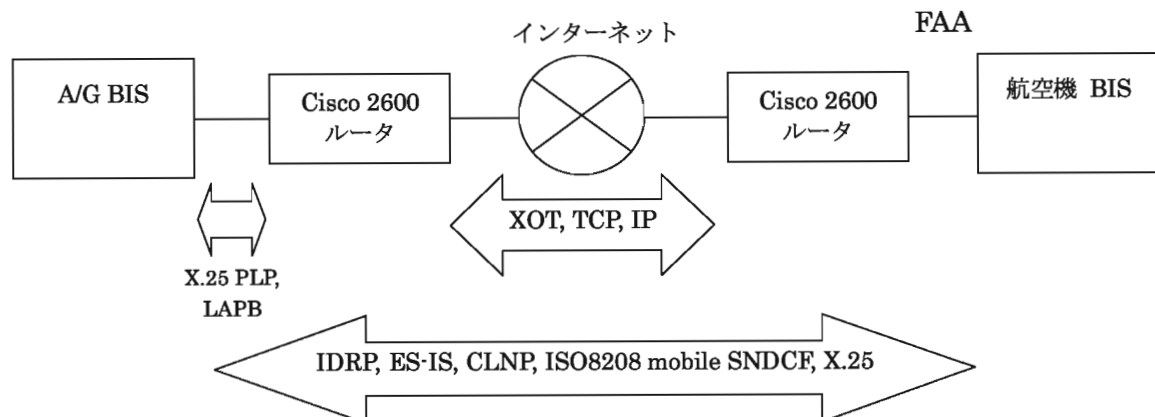 インターネット
FAA
A/G BIS
Cisco 2600
ルータ
Cisco 2600
ルータ
航空機 BIS
XOT, TCP, IP
X.25 PLP,
LAPB
IDRP, ES-IS, CLNP, ISO8208 mobile SNDCF, X.25